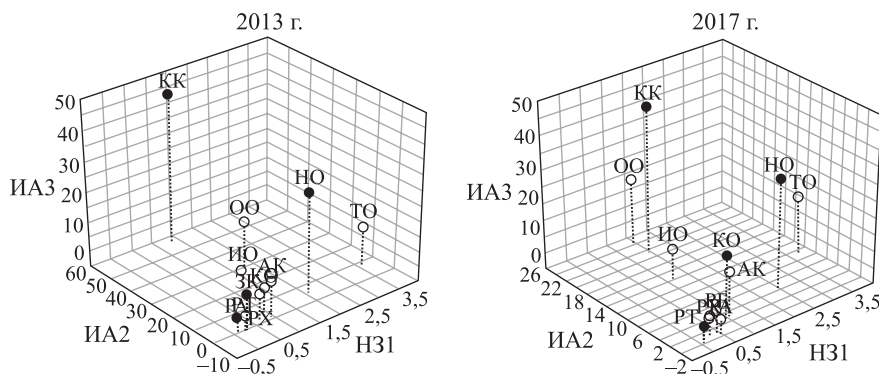 2013 г.
КК
50
40
30
20
10
0
ИА3
НО
ОО
ТО
ИО
АК
ЗК
РА
РХ
60
50
40
30
20
10
0
–10
ИА2
–0,5
0,5
1,5
2,5
3,5
НЗ1
2017 г.
КК
50
40
30
20
10
0
ИА3
ОО
НО
ТО
ИО
КО
АК
РТ
26
22
18
14
10
6
2
–2
ИА2
–0,5
0,5
1,5
2,5
3,5
НЗ1